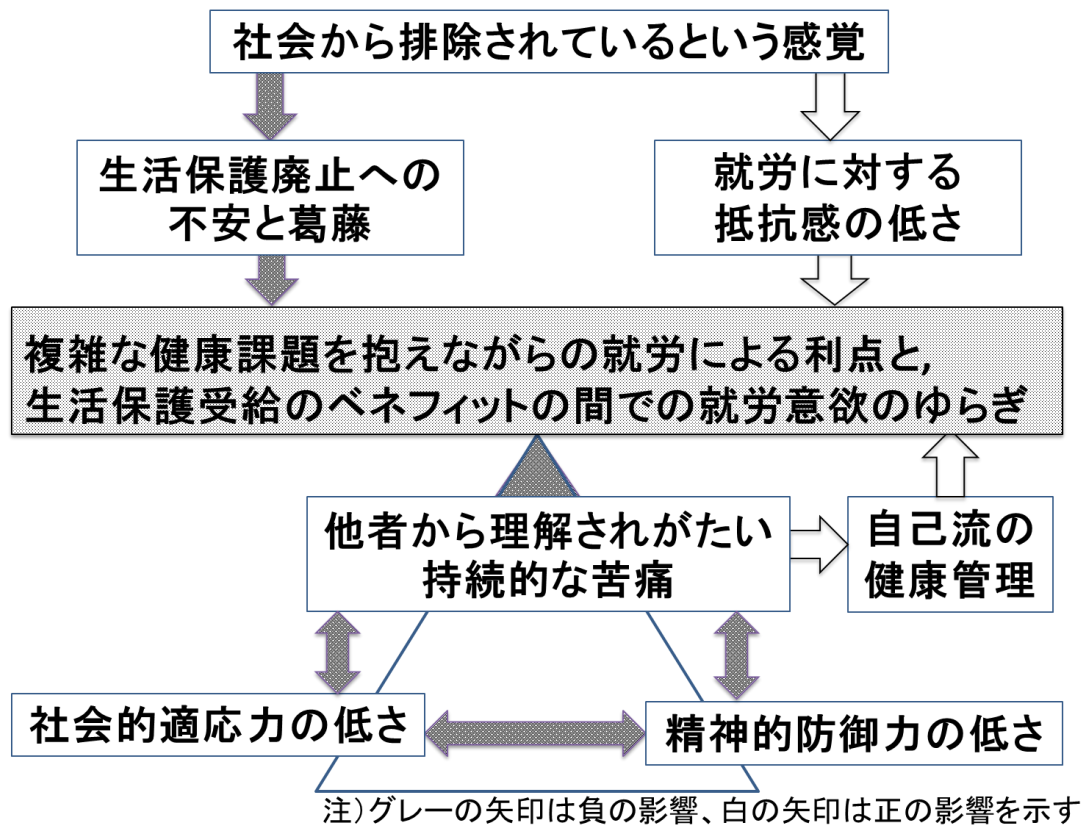 社会から排除されているという感覚
生活保護廃止への
不安と葛藤
就労に対する
抵抗感の低さ
複雑な健康課題を抱えながらの就労による利点と,
生活保護受給のベネフィットの間での就労意欲のゆらぎ
他者から理解されがたい
持続的な苦痛
自己流の
健康管理
社会的適応力の低さ
精神的防御力の低さ
注）グレーの矢印は負の影響、白の矢印は正の影響を示す